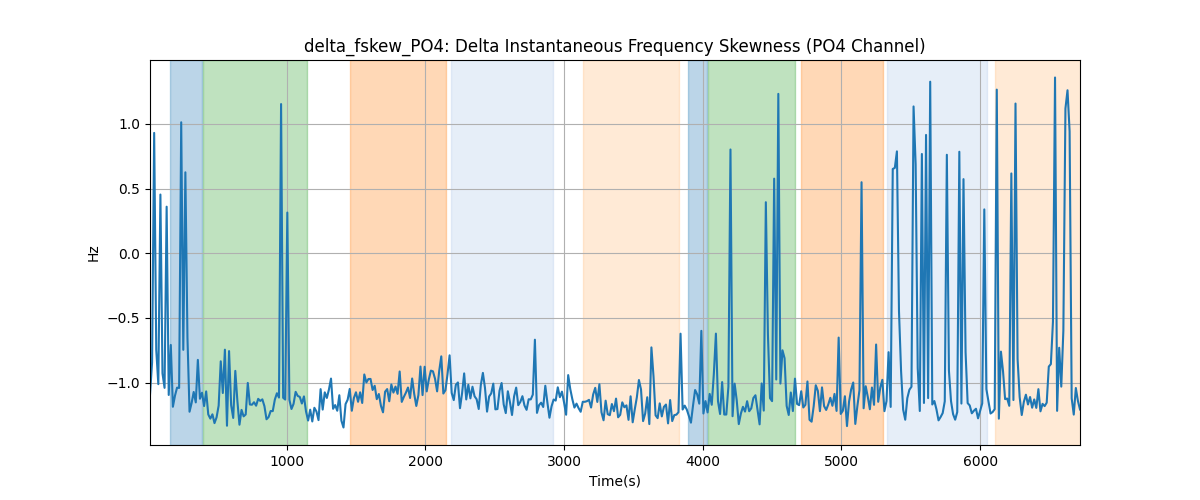 delta_fskew_PO4: Delta Instantaneous Frequency Skewness (PO4 Channel)
1.0
0.5
0.0
−0.5
−1.0
Hz
1000 2000 3000 4000 5000 6000
Time(s)